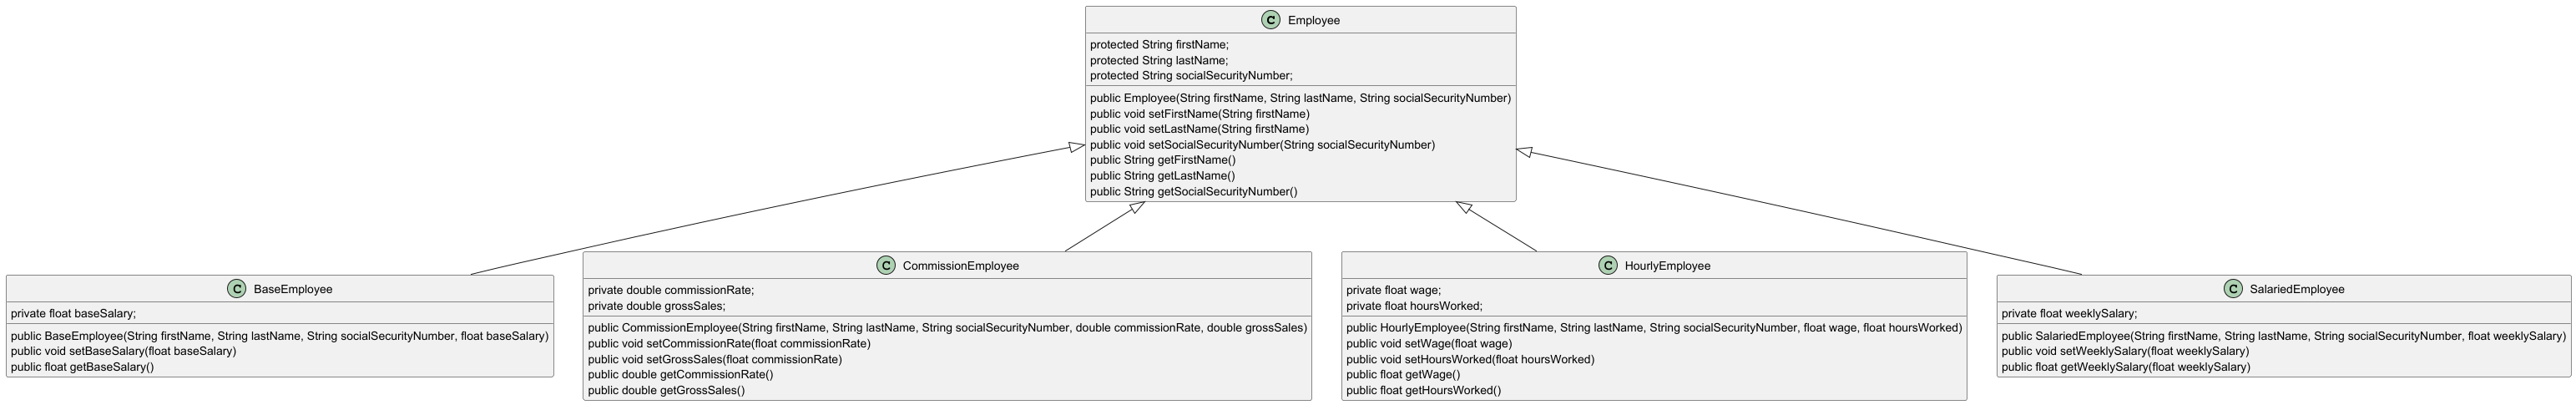 C Employee
protected String firstName;
protected String lastName;
protected String socialSecurityNumber;
public Employee(String firstName, String lastName, String socialSecurityNumber)
public void setFirstName(String firstName)
public void setLastName(String firstName)
public void setSocialSecurityNumber(String socialSecurityNumber)
public String getFirstName()
public String getLastName()
public String getSocialSecurityNumber()
C BaseEmployee
private float baseSalary;
public BaseEmployee(String firstName, String lastName, String socialSecurityNumber, float baseSalary)
public void setBaseSalary(float baseSalary)
public float getBaseSalary()
C CommissionEmployee
private double commissionRate;
private double grossSales;
public CommissionEmployee(String firstName, String lastName, String socialSecurityNumber, double commissionRate, double grossSales)
public void setCommissionRate(float commissionRate)
public void setGrossSales(float commissionRate)
public double getCommissionRate()
public double getGrossSales()
C HourlyEmployee
private float wage;
private float hoursWorked;
public HourlyEmployee(String firstName, String lastName, String socialSecurityNumber, float wage, float hoursWorked)
public void setWage(float wage)
public void setHoursWorked(float hoursWorked)
public float getWage()
public float getHoursWorked()
C SalariedEmployee
private float weeklySalary;
public SalariedEmployee(String firstName, String lastName, String socialSecurityNumber, float weeklySalary)
public void setWeeklySalary(float weeklySalary)
public float getWeeklySalary(float weeklySalary)